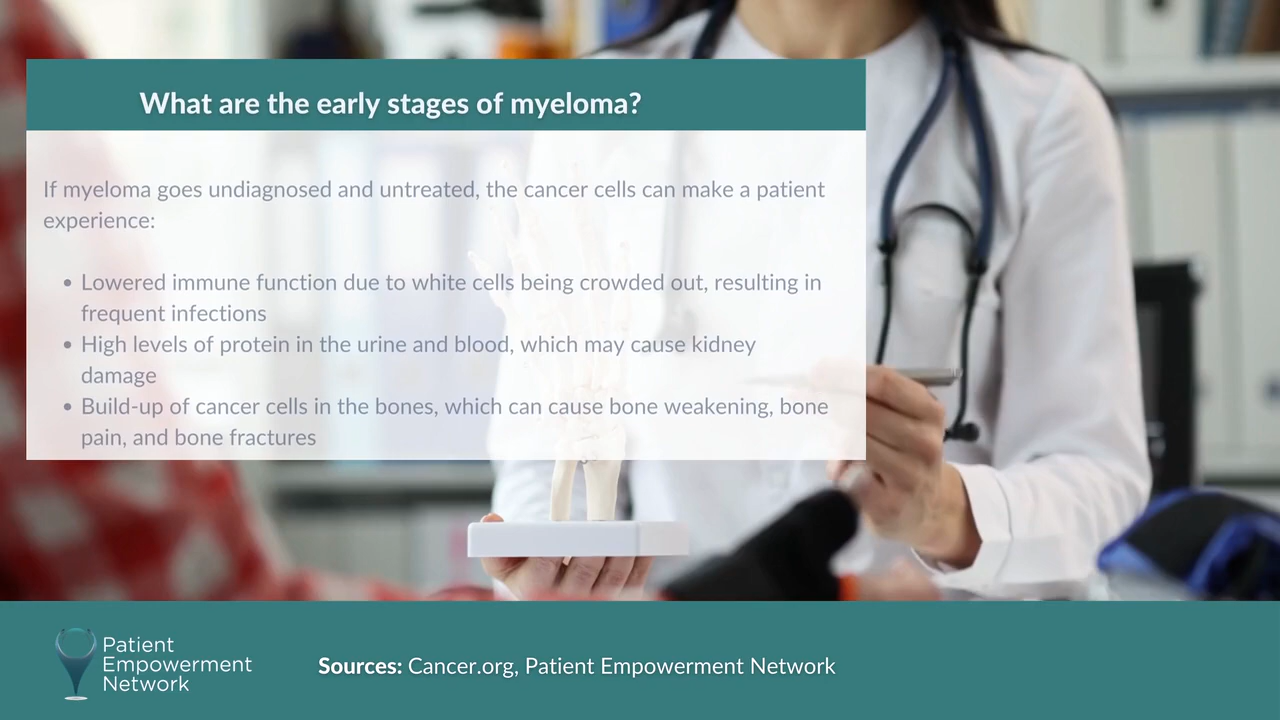 What are the early stages of myeloma?
If myeloma goes undiagnosed and untreated, the cancer cells can make a patient
experience:
• Lowered immune function due to white cells being crowded out, resulting in
frequent infections
• High levels of protein in the urine and blood, which may cause kidney
damage
• Build-up of cancer cells in the bones, which can cause bone weakening, bone
pain, and bone fractures
Patient
Empowerment
Network
Sources: Cancer.org, Patient Empowerment Network